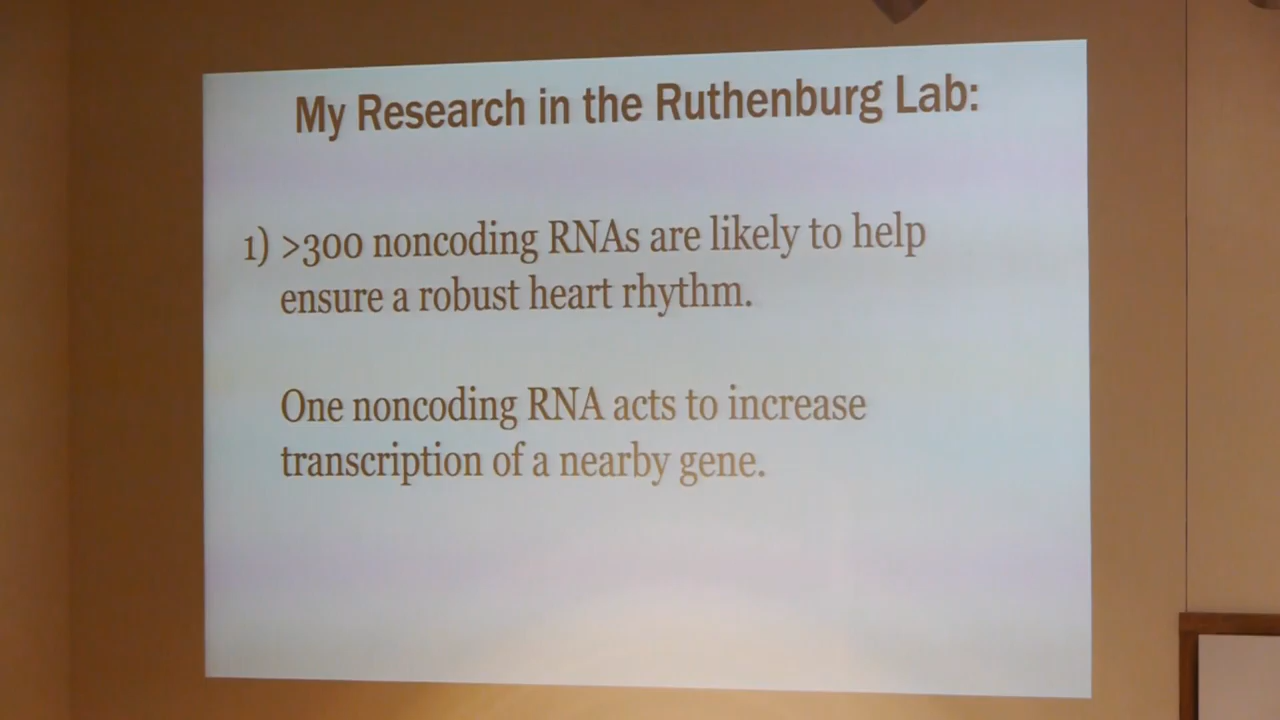 My Research in the Ruthenburg Lab:
1) >300 noncoding RNAs are likely to help
ensure a robust heart rhythm.
One noncoding RNA acts to increase
transcription of a nearby gene.